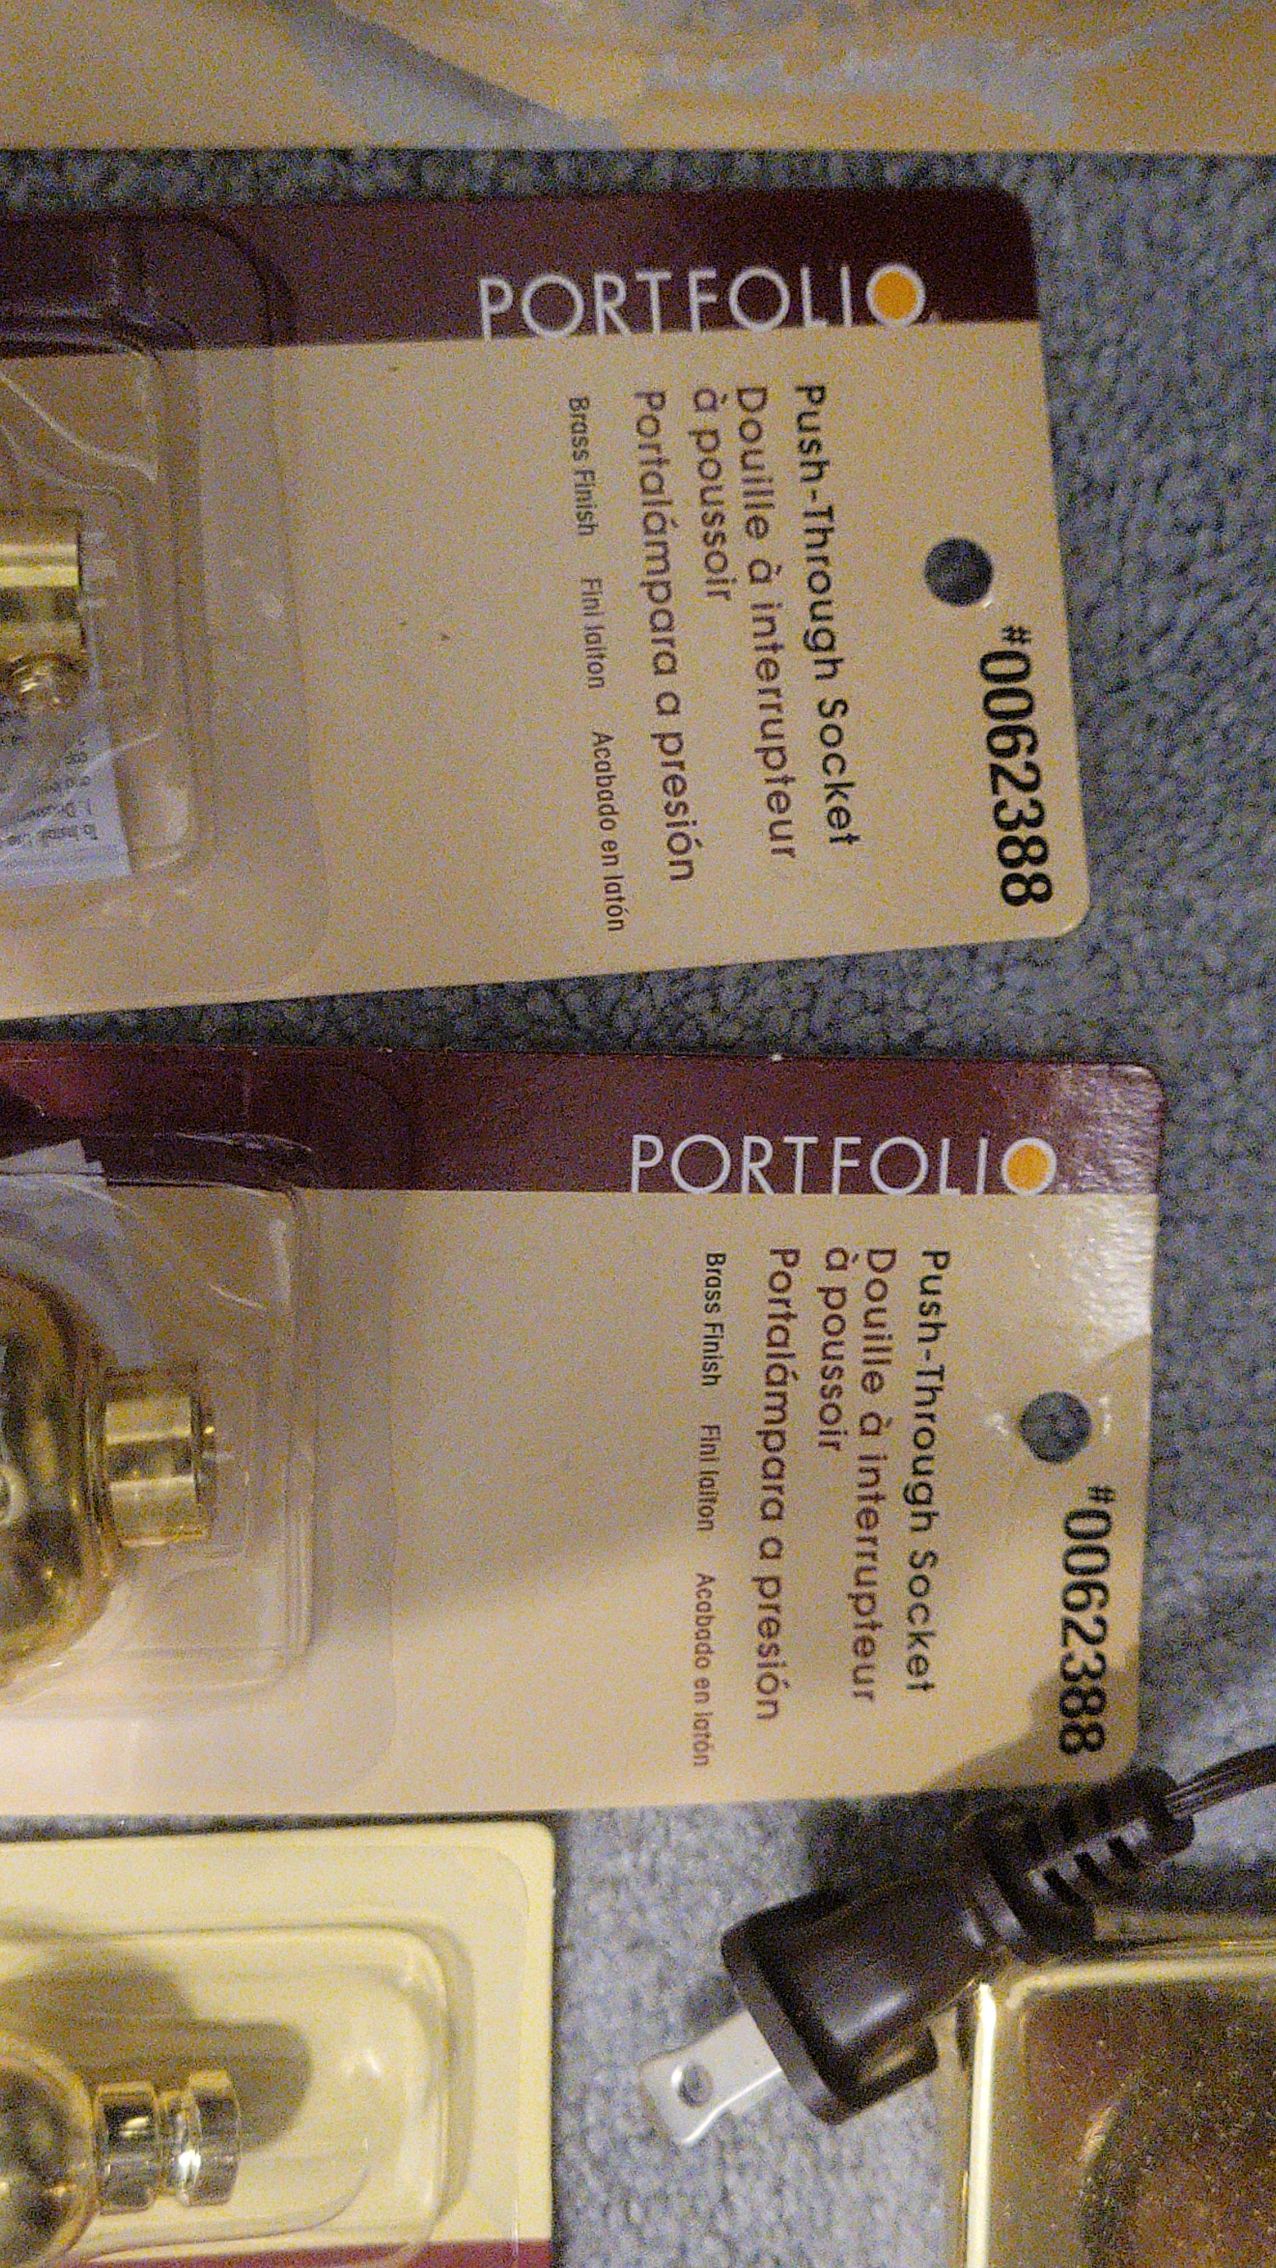 PORTFOLIO
#0062388
Push-Through Socket
Douille à interrupteur
à poussoir
Portalámpara a presión
Brass Finish Fini laiton Acabado en latón
PORTFOLIO
#0062388
Push-Through Socket
Douille à interrupteur
à poussoir
Portalámpara a presión
Brass Finish Fini laiton Acabado en latón